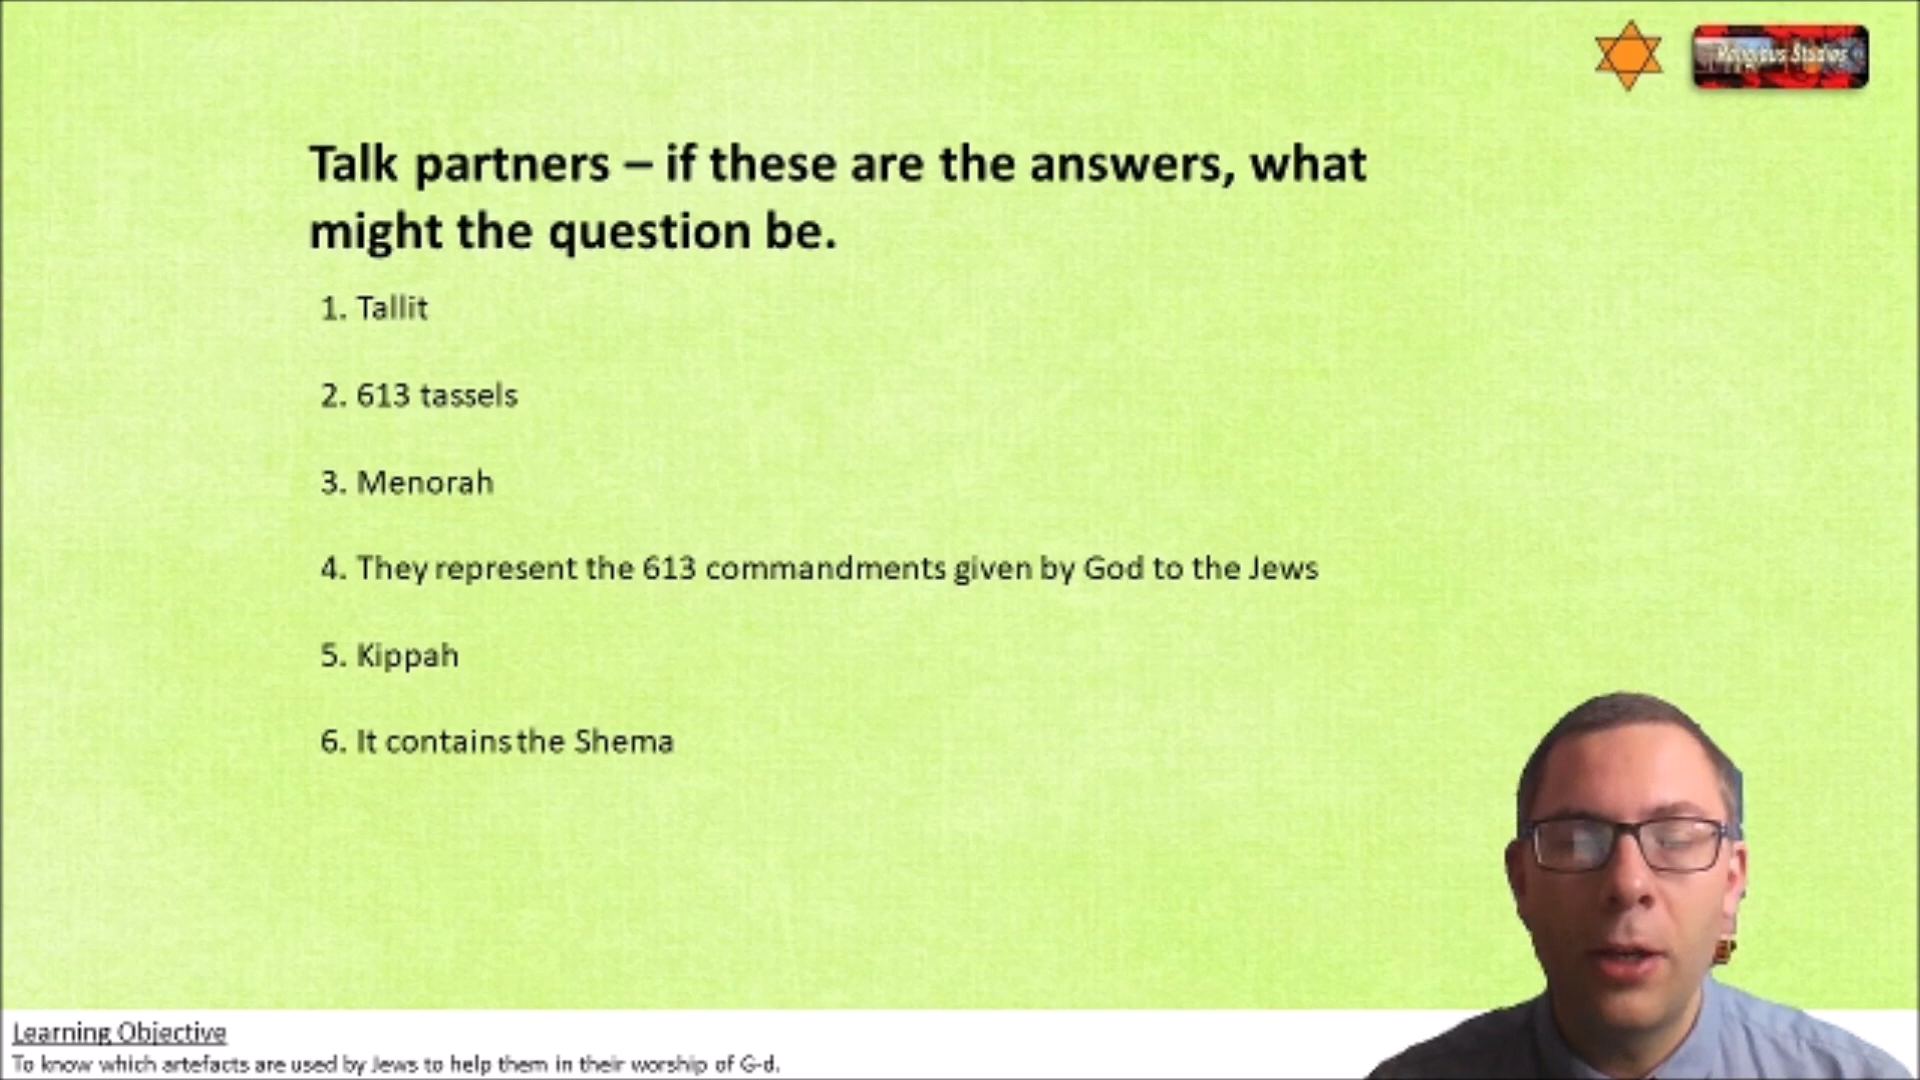 Religious Studies
Talk partners – if these are the answers, what
might the question be.
1. Tallit
2. 613 tassels
3. Menorah
4. They represent the 613 commandments given by God to the Jews
5. Kippah
6. It contains the Shema
Learning Objective
To know which artefacts are used by Jews to help them in their worship of G-d.